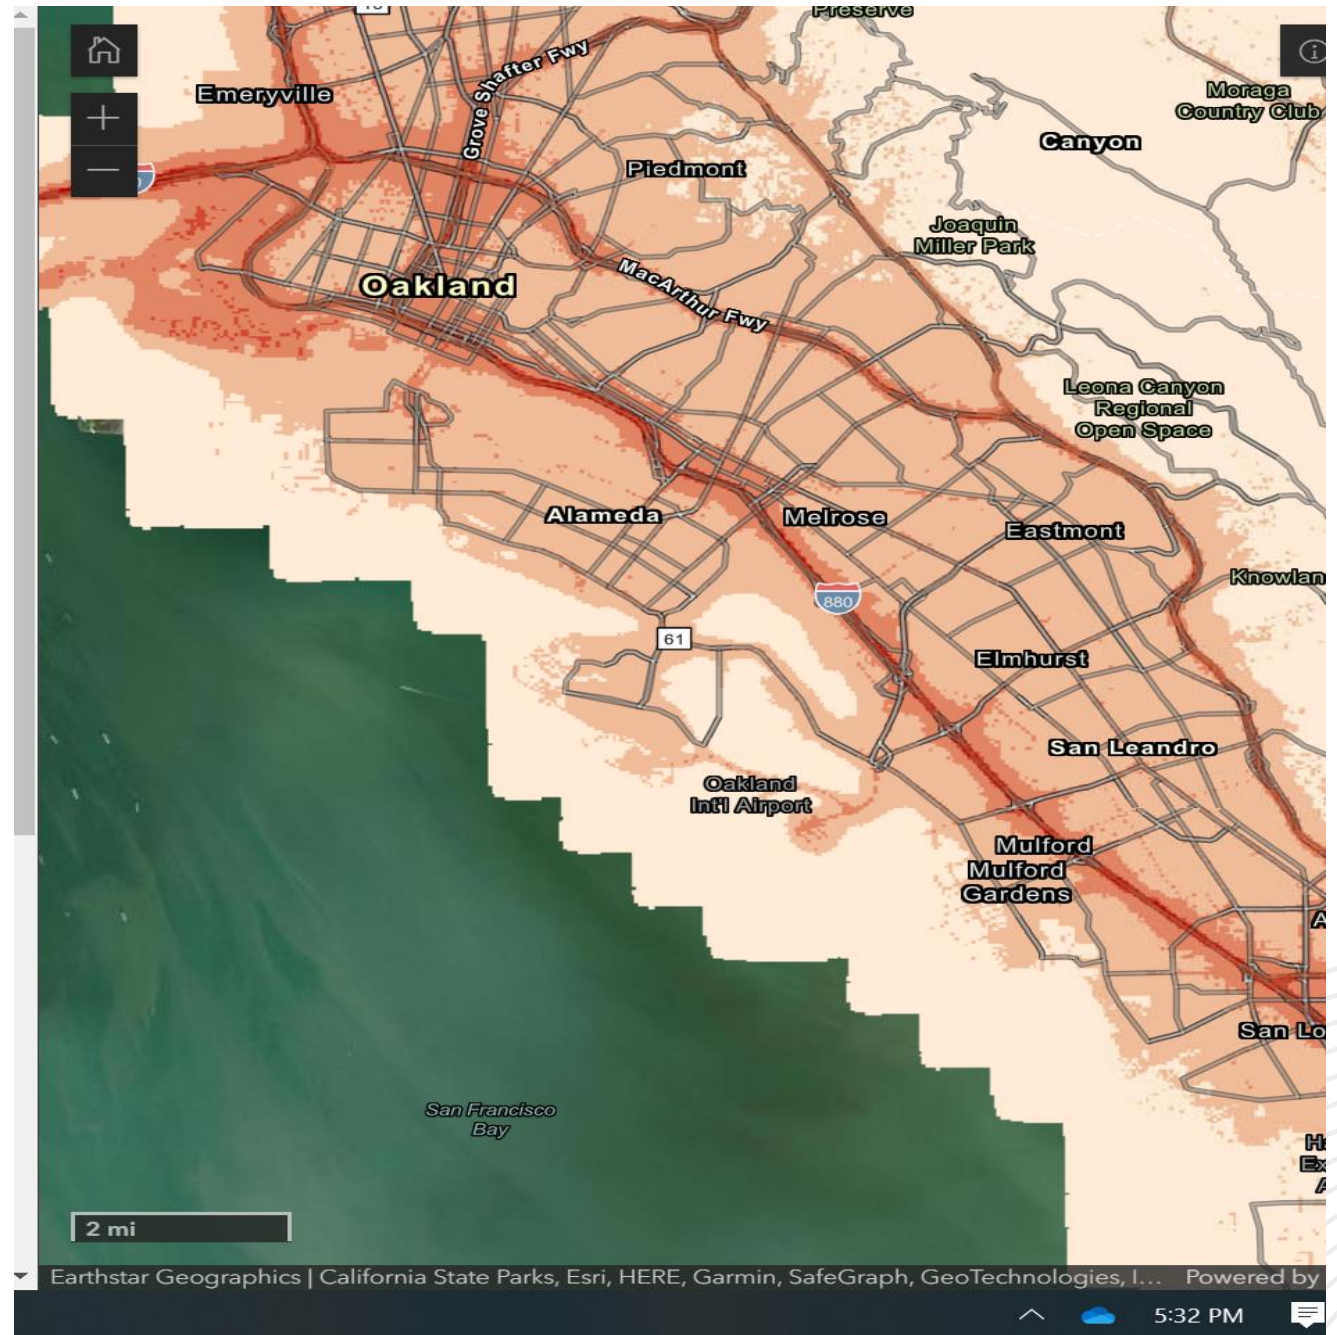 Preserve
Emeryville
Grove Shafter Fwy
Moraga
Country Club
Canyon
Piedmont
Joaquin
Miller Park
Oakland
MacArthur Fwy
Leona Canyon
Regional
Open Space
Alameda
Melrose
Eastmont
Knowlan
880
61
Elmhurst
San Leandro
Oakland
Int'l Airport
Mulford
Mulford
Gardens
A
San Lo
San Francisco
Bay
H
Ex
A
2 mi
Earthstar Geographics | California State Parks, Esri, HERE, Garmin, SafeGraph, GeoTechnologies, I... Powered by
5:32 PM